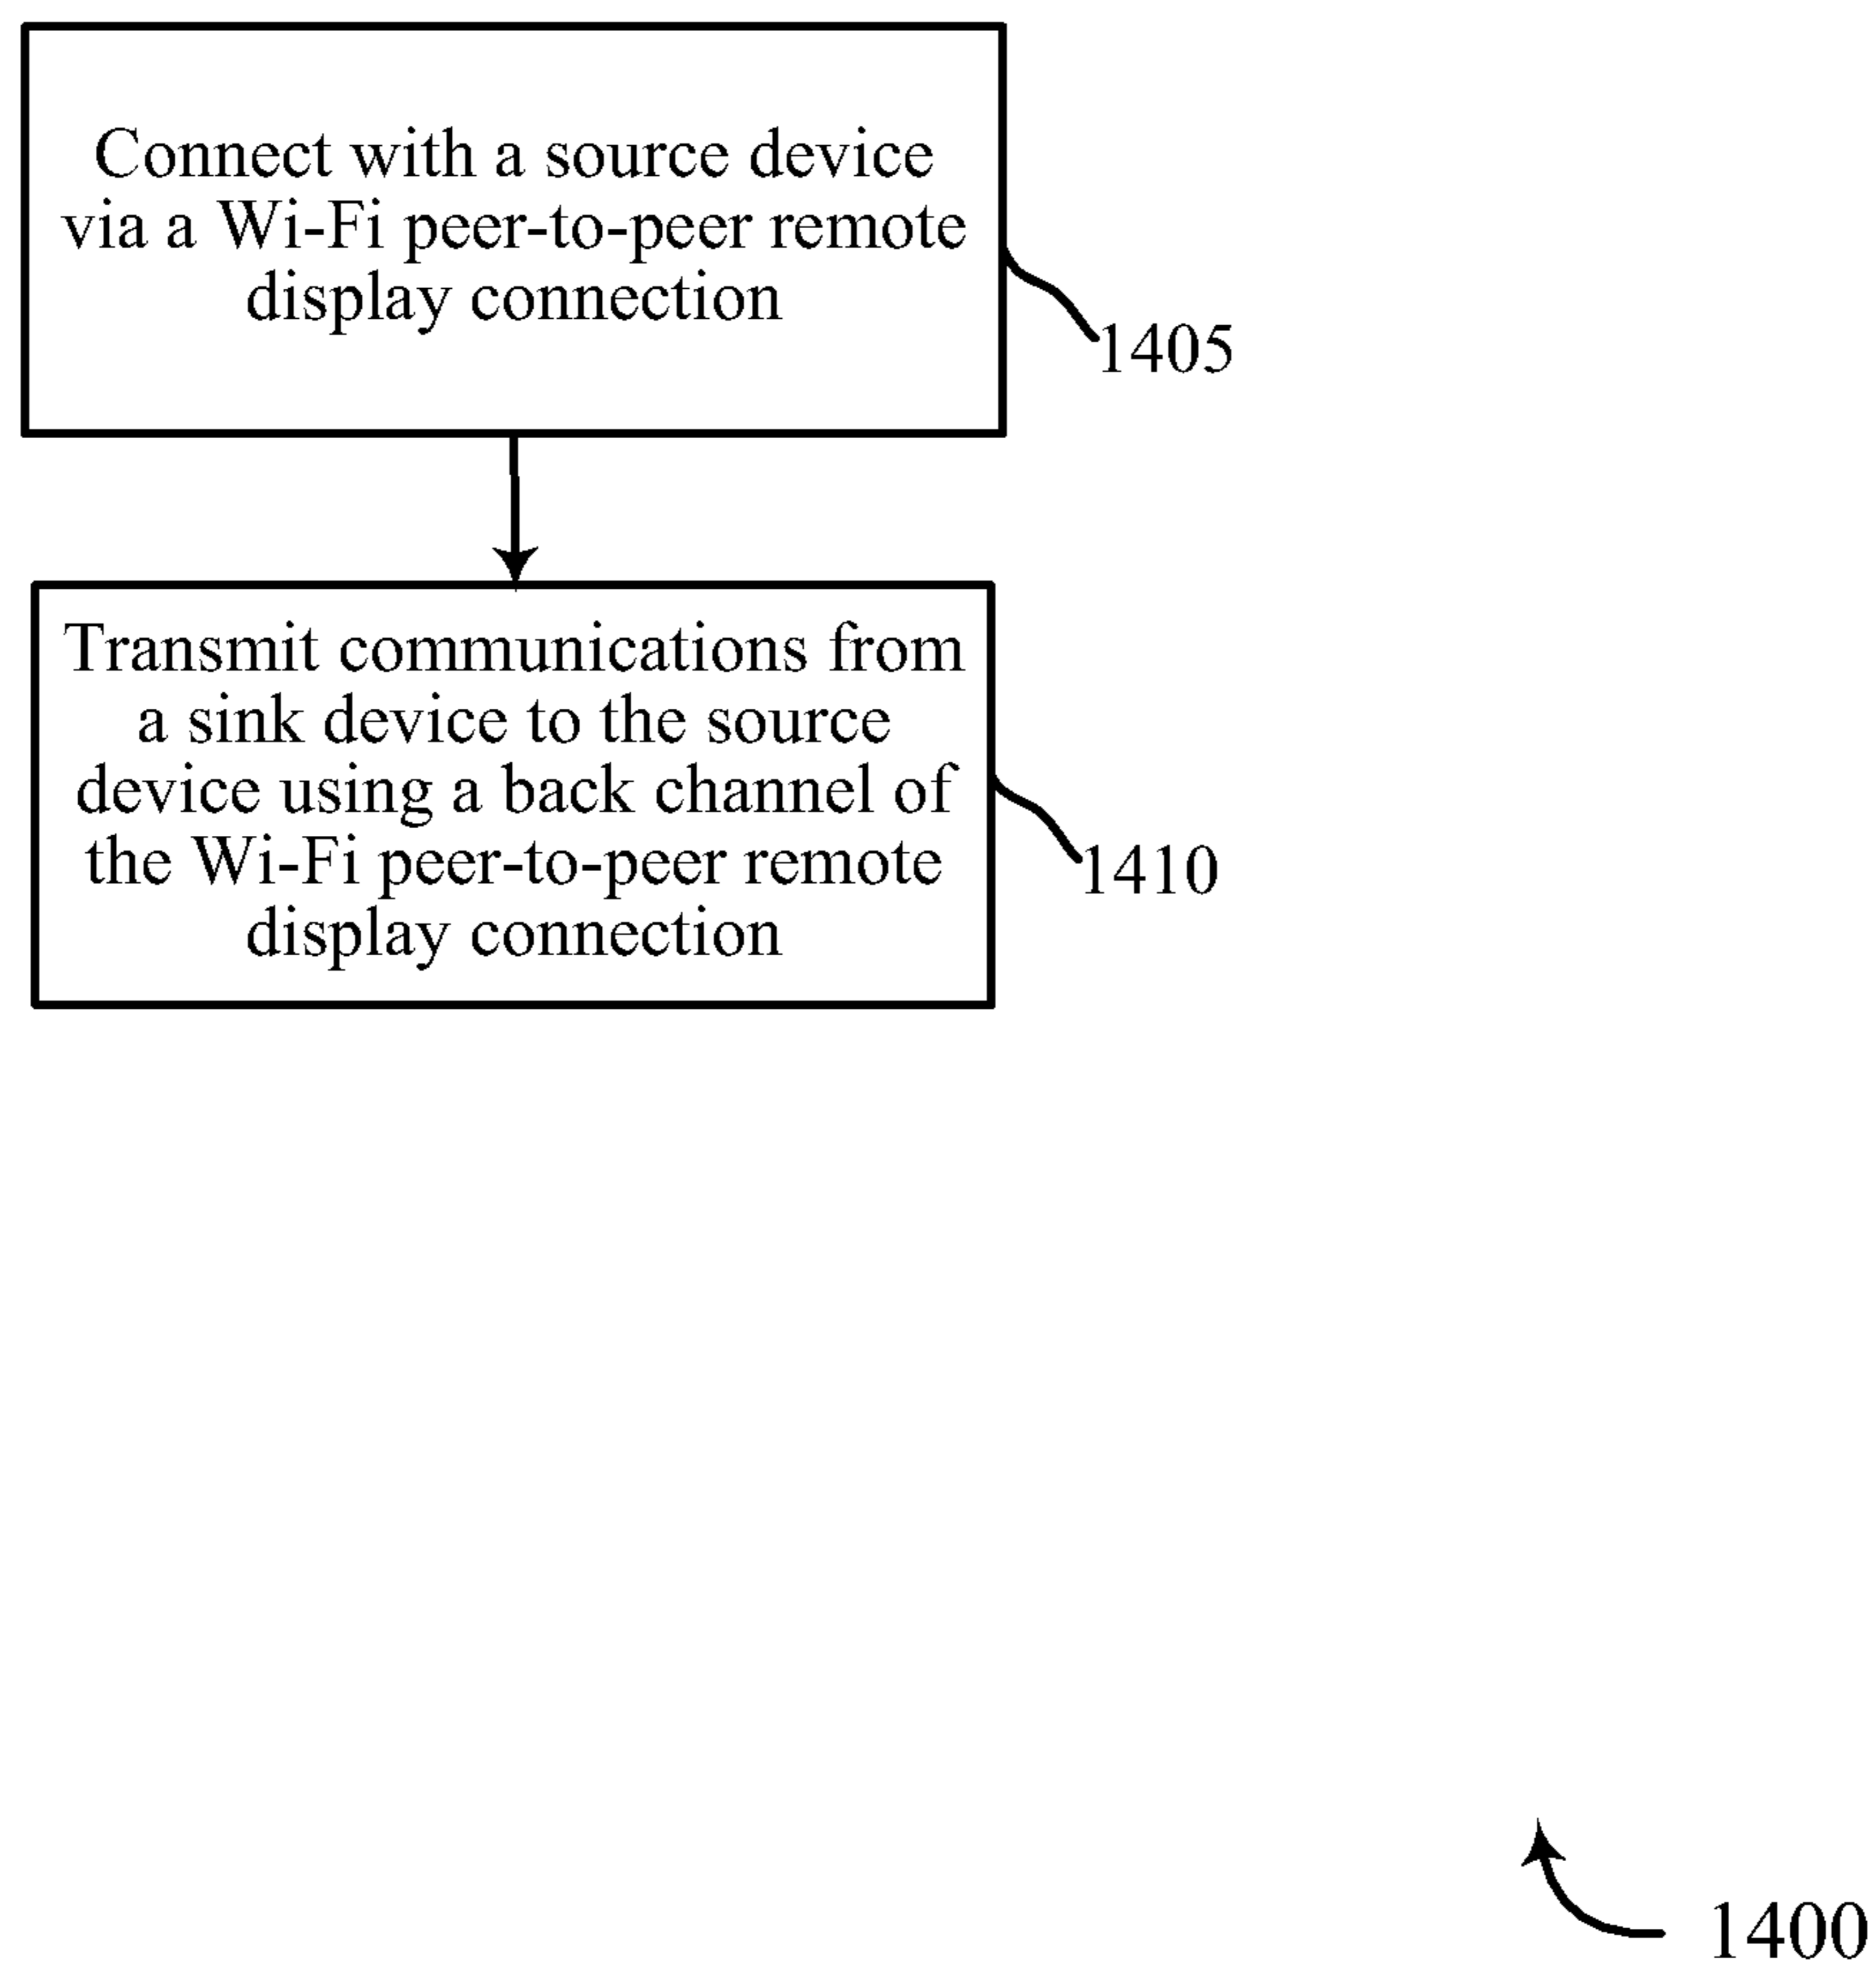 Connect with a source device
via a Wi-Fi peer-to-peer remote
display connection
1405
Transmit communications from
a sink device to the source
device using a back channel of
the Wi-Fi peer-to-peer remote
display connection
1410
1400